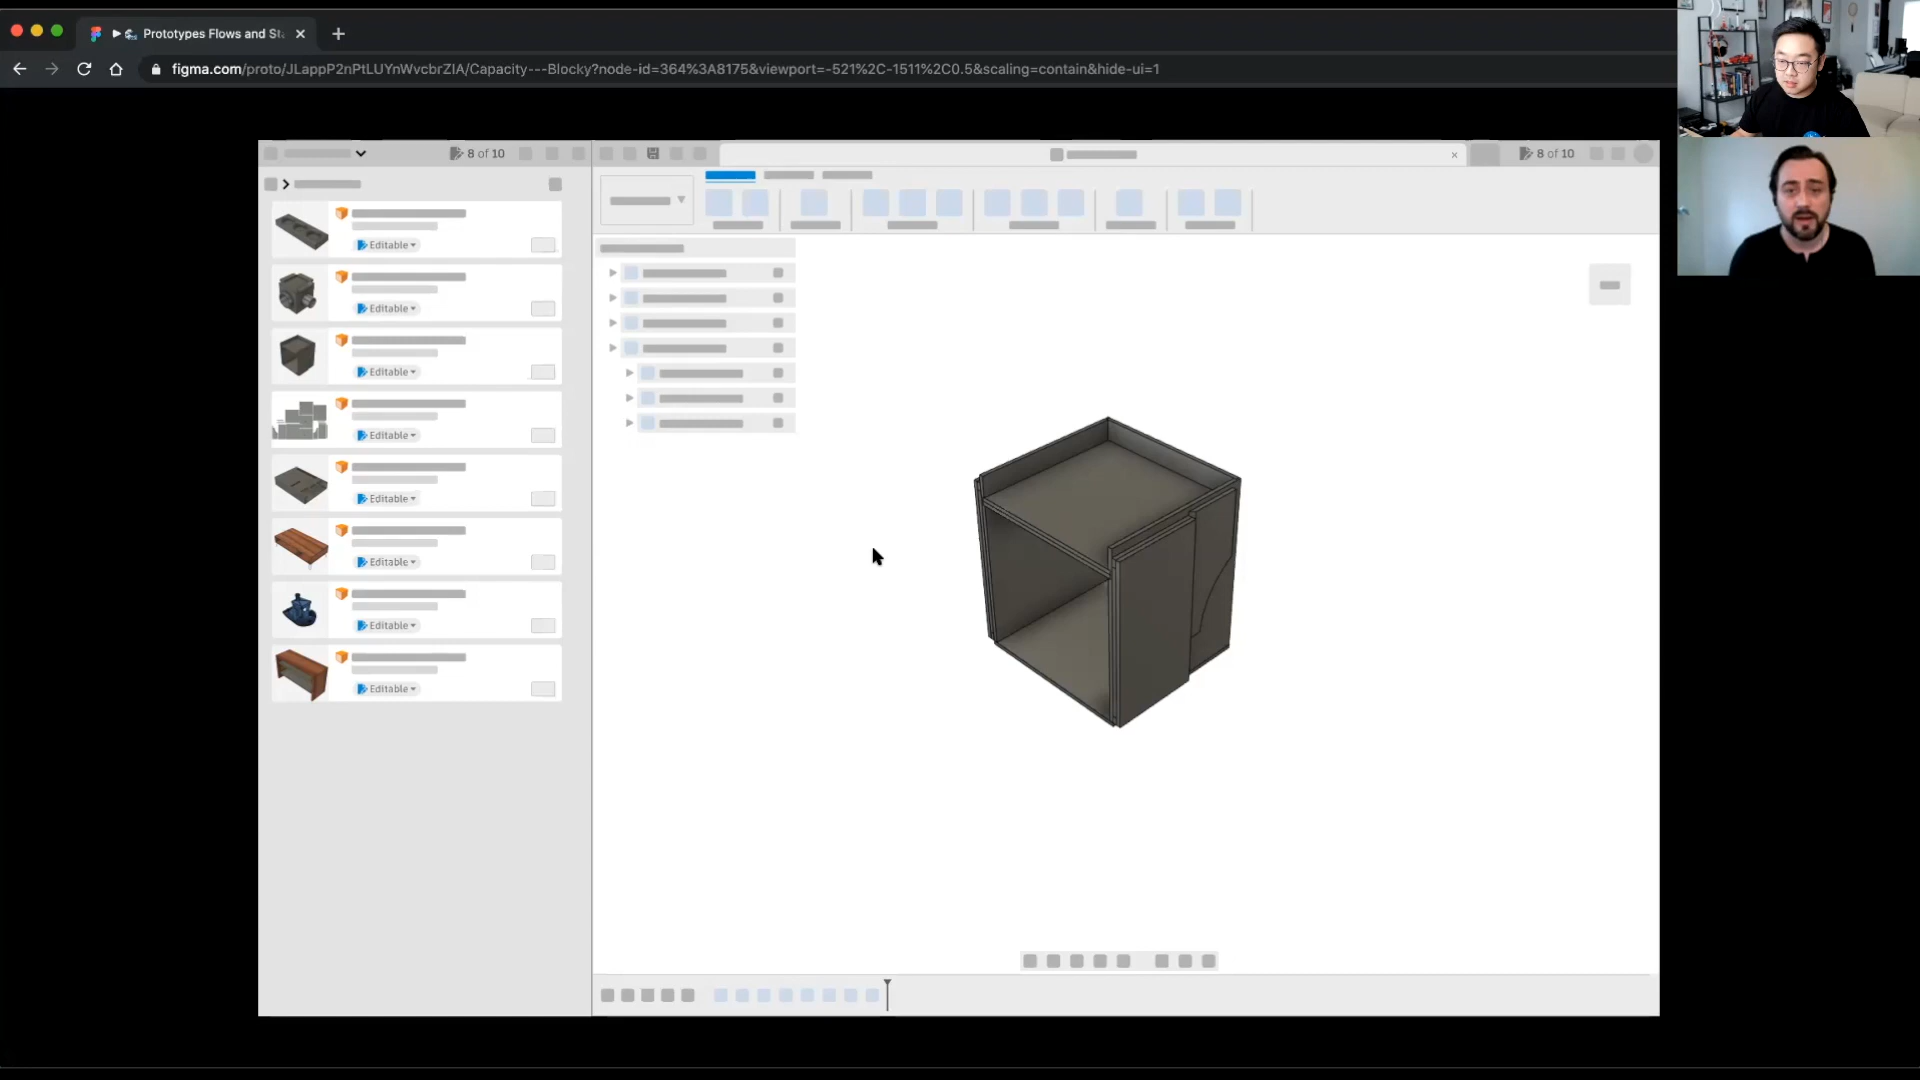 Prototypes Flows and Sta
figma.com/proto/JLappP2nPtLUYnWvcbrZIA/Capacity---Blocky?node-id=364%3A8175&viewport=-521%2C-1511%2C0.5&scaling=contain&hide-ui=1
8 of 10
8 of 10
Editable
Editable
Editable
Editable
Editable
Editable
Editable
Editable